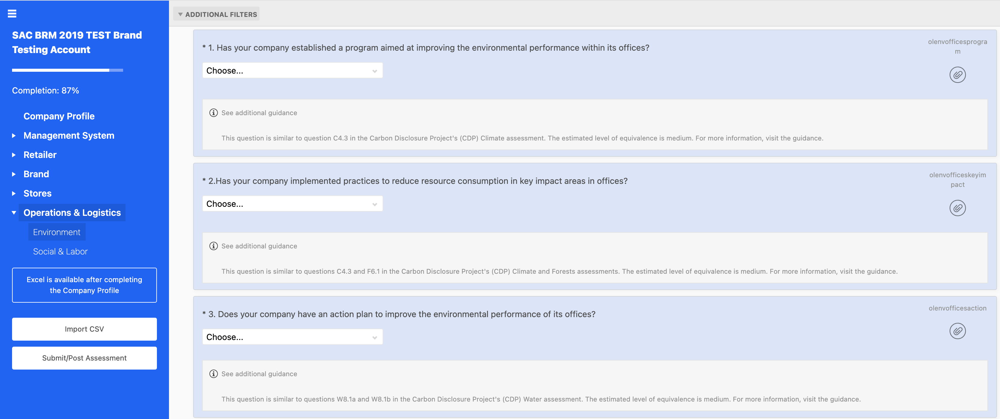 SAC BRM 2019 TEST Brand
Testing Account
Completion: 87%
Company Profile
Management System
Retailer
Brand
Stores
Operations & Logistics
Environment
Social & Labor
Excel is available after completing
the Company Profile
Import CSV
Submit/Post Assessment
ADDITIONAL FILTERS
* 1. Has your company established a program aimed at improving the environmental performance within its offices?
olenvofficesprogra
m
Choose...
See additional guidance
This question is similar to question C4.3 in the Carbon Disclosure Project's (CDP) Climate assessment. The estimated level of equivalence is medium. For more information, visit the guidance.
* 2.Has your company implemented practices to reduce resource consumption in key impact areas in offices?
olenvofficeskeyim
pact
Choose...
See additional guidance
This question is similar to questions C4.3 and F6.1 in the Carbon Disclosure Project's (CDP) Climate and Forests assessments. The estimated level of equivalence is medium. For more information, visit the guidance.
* 3. Does your company have an action plan to improve the environmental performance of its offices?
olenvofficesaction
Choose...
See additional guidance
This question is similar to questions W8.1a and W8.1b in the Carbon Disclosure Project's (CDP) Water assessment. The estimated level of equivalence is medium. For more information, visit the guidance.